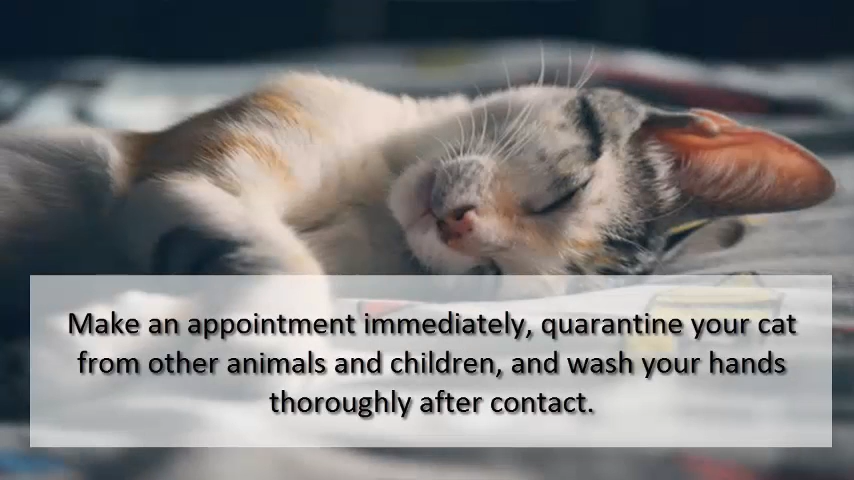 Make an appointment immediately, quarantine your cat
from other animals and children, and wash your hands
thoroughly after contact.